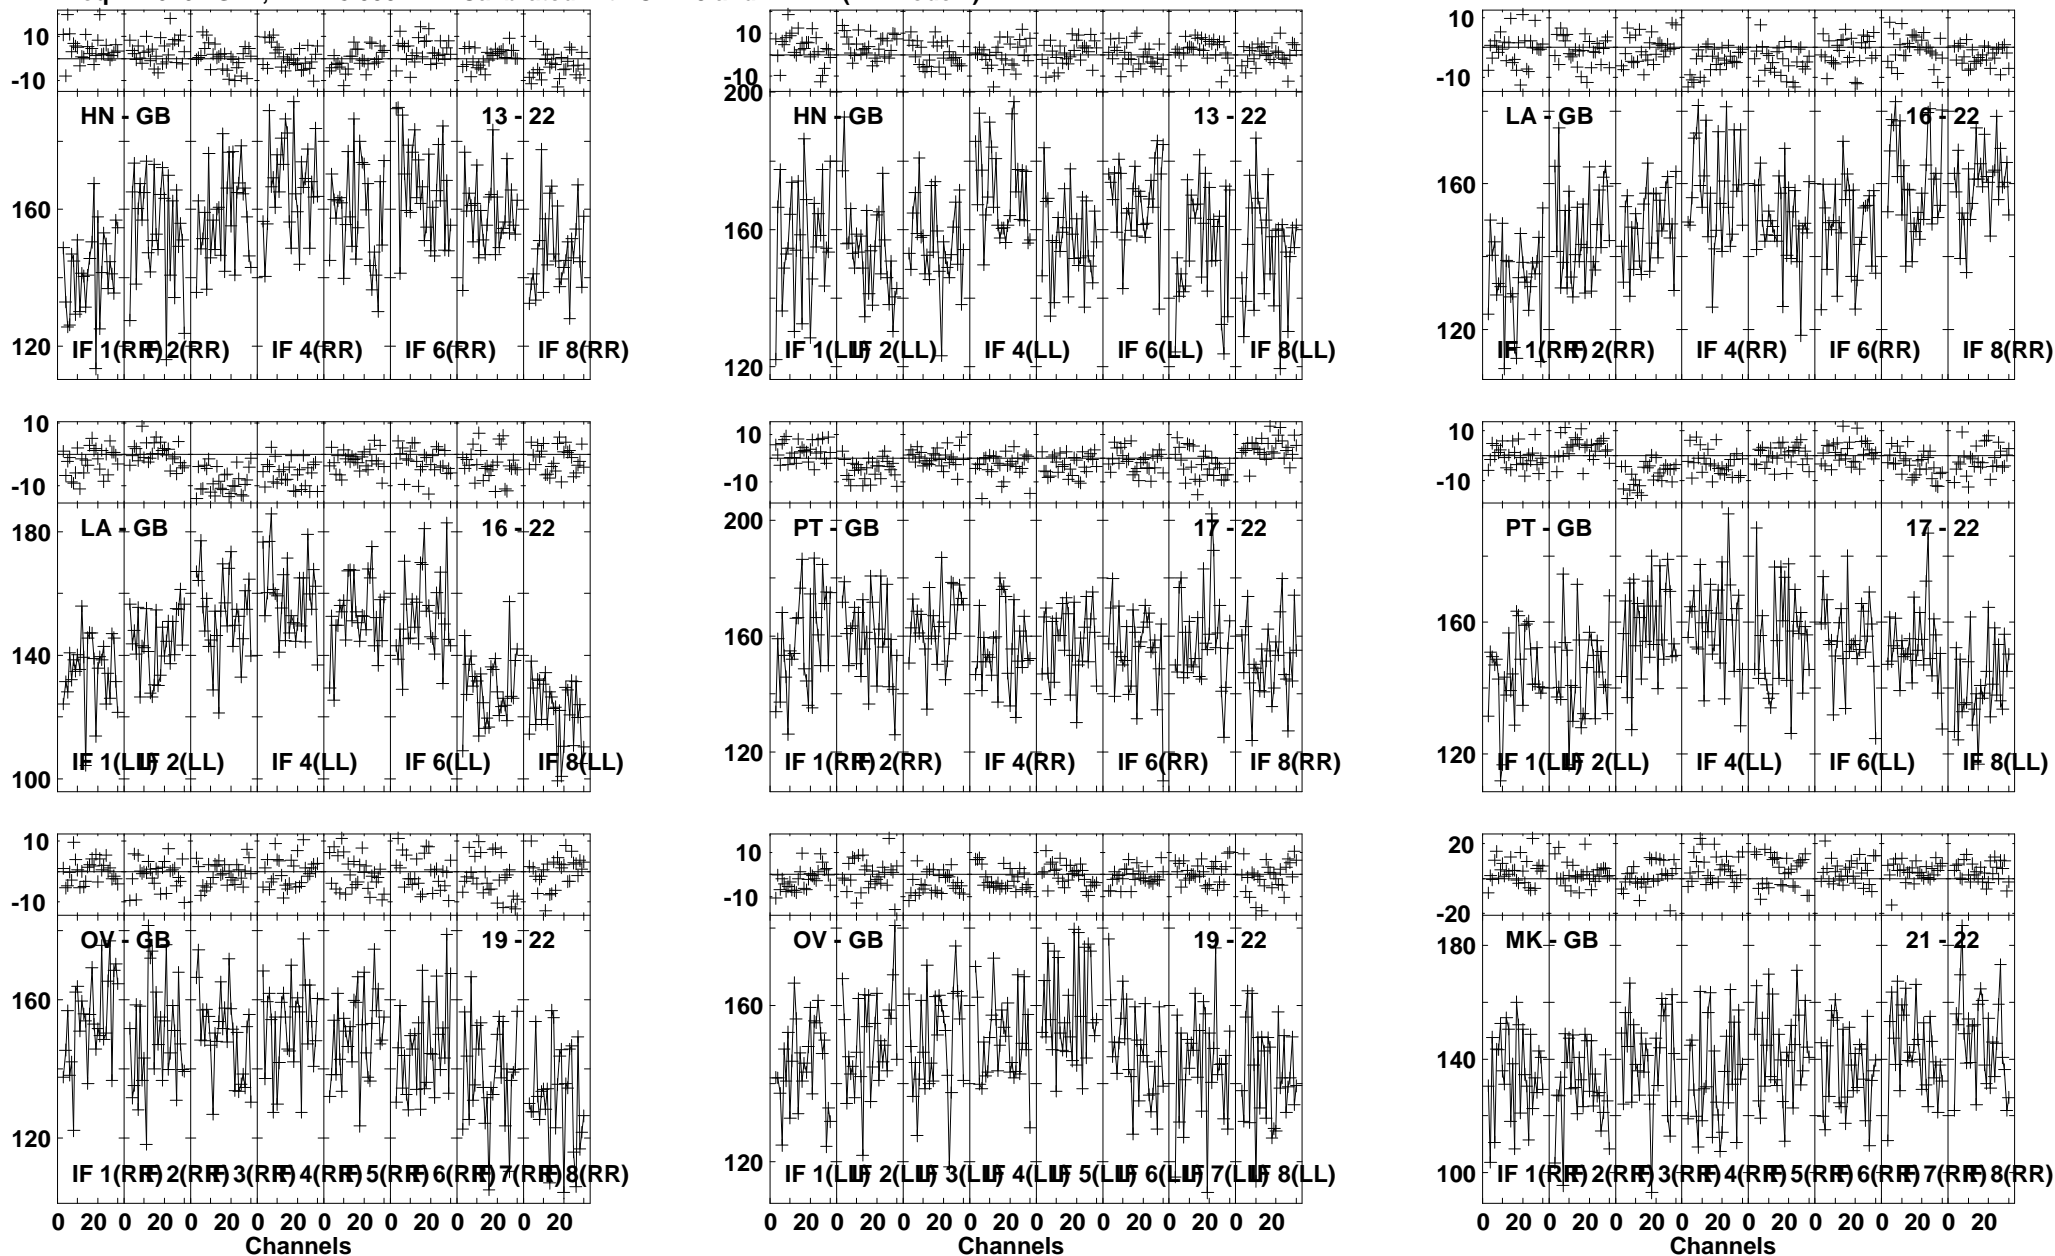 10
-10
HN - GB 13 - 22
160
120
IF 1(RR) IF 2(RR) IF 4(RR) IF 6(RR) IF 8(RR)
10
-10
200
HN - GB 13 - 22
160
120
IF 1(LL) IF 2(LL) IF 4(LL) IF 6(LL) IF 8(LL)
10
-10
LA - GB 16 - 22
160
120
IF 1(RR) IF 2(RR) IF 4(RR) IF 6(RR) IF 8(RR)
10
-10
180
LA - GB 16 - 22
140
100
IF 1(LL) IF 2(LL) IF 4(LL) IF 6(LL) IF 8(LL)
10
-10
200
PT - GB 17 - 22
160
120
IF 1(RR) IF 2(RR) IF 4(RR) IF 6(RR) IF 8(RR)
10
-10
PT - GB 17 - 22
160
120
IF 1(LL) IF 2(LL) IF 4(LL) IF 6(LL) IF 8(LL)
10
-10
OV - GB 19 - 22
160
120
IF 1(RR) IF 2(RR) IF 3(RR) IF 4(RR) IF 5(RR) IF 6(RR) IF 7(RR) IF 8(RR)
0 20 0 20 0 20 0 20 0 20 0 20 0 20 0 20
Channels
10
-10
OV - GB 19 - 22
160
120
IF 1(LL) IF 2(LL) IF 3(LL) IF 4(LL) IF 5(LL) IF 6(LL) IF 7(LL) IF 8(LL)
0 20 0 20 0 20 0 20 0 20 0 20 0 20 0 20
Channels
20
-20
180
MK - GB 21 - 22
140
100
IF 1(RR) IF 2(RR) IF 3(RR) IF 4(RR) IF 5(RR) IF 6(RR) IF 7(RR) IF 8(RR)
0 20 0 20 0 20 0 20 0 20 0 20 0 20 0 20
Channels